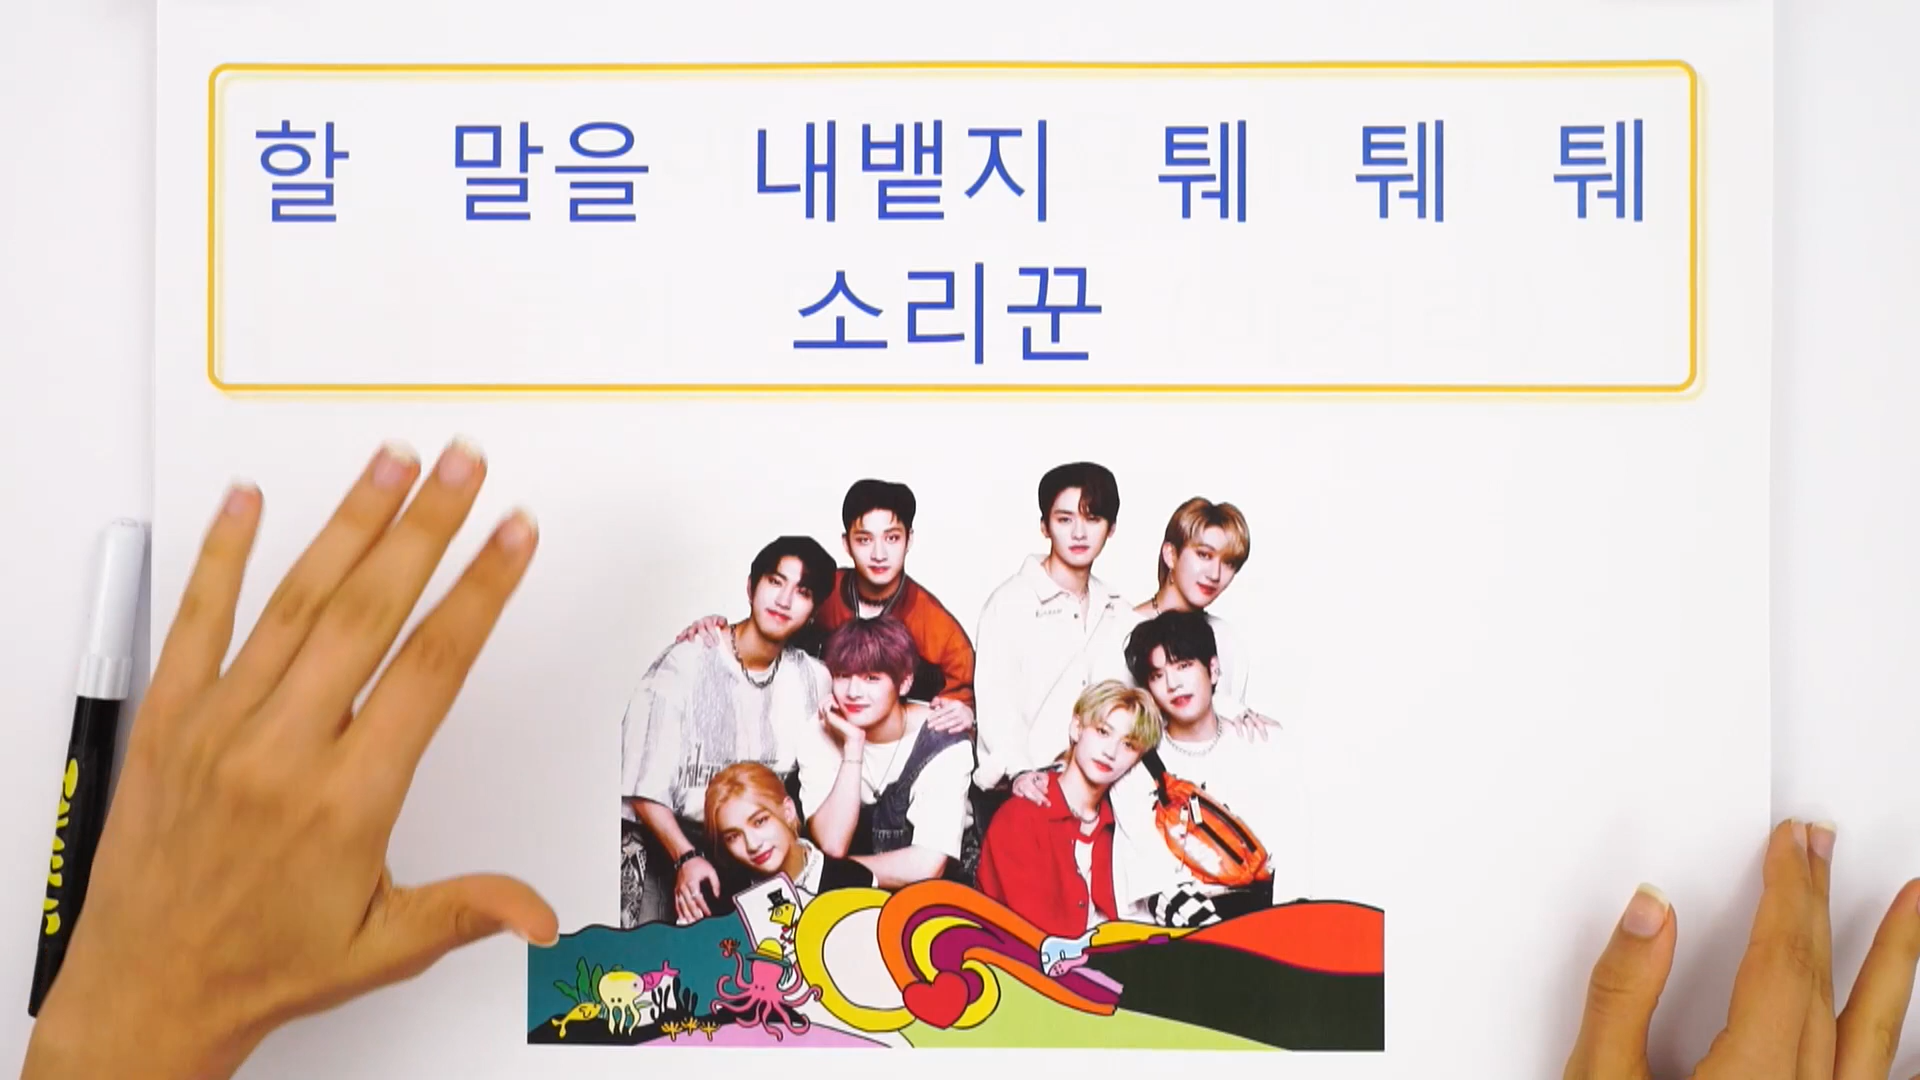 할 말을 내뱉지 퉤 퉤 퉤
소리꾼